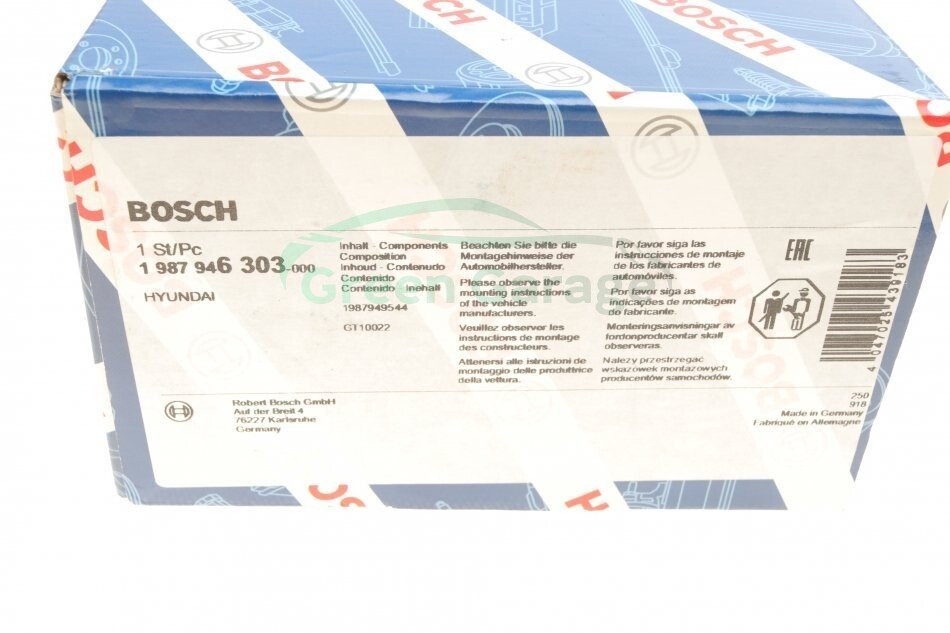 BOSCH
BOSCH
1 St/Pc
1 987 946 303-000
HYUNDAI
Inhalt - Components
Composition
Inhoud - Contenudo
Contenido
Contenido - Inehall
1987949544
GT10022
Beachten Sie bitte die
Montagehinweise der
Automobilhersteller.
Please observe the
mounting instructions
of the vehicle
manufacturers.
Veuillez observer les
instructions de montage
des constructeurs.
Attenersi alle istruzioni de
montaggio delle produttrice
della vettura.
Por favor siga las
instrucciones de montaje
de los fabricantes de
automóviles.
Por favor siga as
indicações de montagem
de fabricante.
Monteringsanvisningar av
fordonproducentar skall
observeras.
Należy przestrzegać
wskazówek montażowych
producentów samochodów.
EAC
Green Garage
Robert Bosch GmbH
Auf der Breit 4
76227 Karlsruhe
Germany
250
918
Made in Germany
Fabriqué en Allemagne